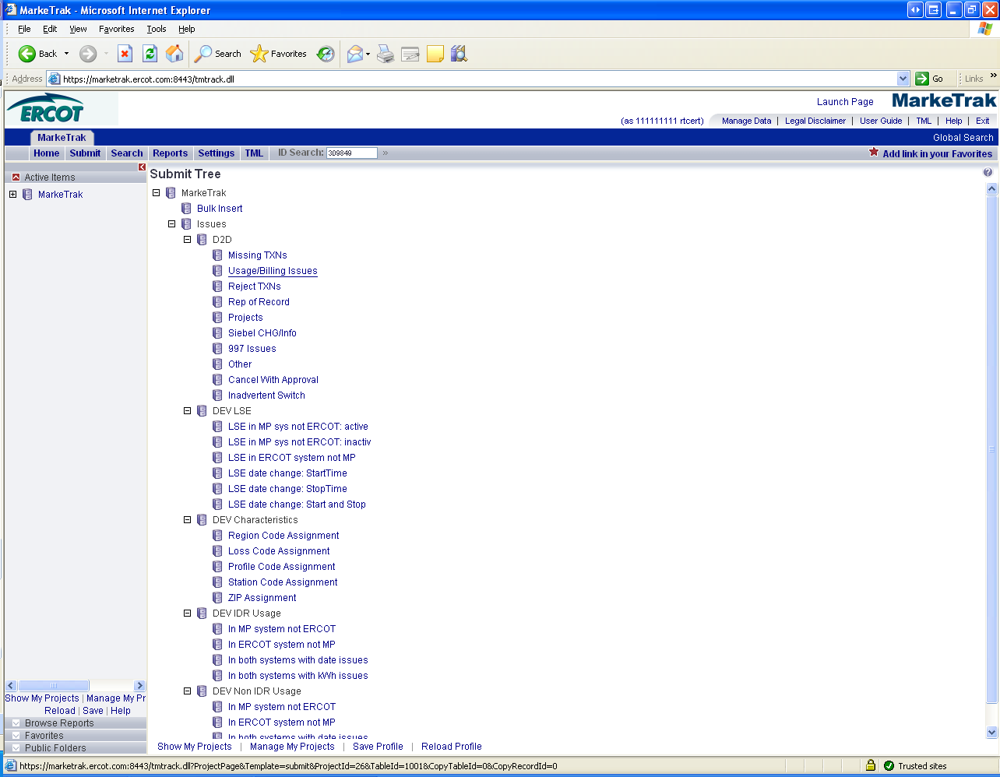 MarkeTrak - Microsoft Internet Explorer
File Edit View Favorites Tools Help
Back Search Favorites
Address https://marketrak.ercot.com:8443/tmtrack.dll Go Links »
ERCOT Launch Page MarkeTrak
(as 111111111 rtcert) Manage Data | Legal Disclaimer | User Guide | TML | Help | Exit
MarkeTrak Global Search
Home Submit Search Reports Settings TML ID Search: 309849 » Add link in your Favorites
Active Items
MarkeTrak
Submit Tree
MarkeTrak
Bulk Insert
Issues
D2D
Missing TXNs
Usage/Billing Issues
Reject TXNs
Rep of Record
Projects
Siebel CHG/Info
997 Issues
Other
Cancel With Approval
Inadvertent Switch
DEV LSE
LSE in MP sys not ERCOT: active
LSE in MP sys not ERCOT: inactiv
LSE in ERCOT system not MP
LSE date change: StartTime
LSE date change: StopTime
LSE date change: Start and Stop
DEV Characteristics
Region Code Assignment
Loss Code Assignment
Profile Code Assignment
Station Code Assignment
ZIP Assignment
DEV IDR Usage
In MP system not ERCOT
In ERCOT system not MP
In both systems with date issues
In both systems with kWh issues
DEV Non IDR Usage
In MP system not ERCOT
In ERCOT system not MP
In both systems with date issues
Show My Projects | Manage My Pr
Reload | Save | Help
Browse Reports
Favorites
Public Folders
Show My Projects | Manage My Projects | Save Profile | Reload Profile
https://marketrak.ercot.com:8443/tmtrack.dll?ProjectPage&Template=submit&ProjectId=26&TableId=1001&CopyTableId=0&CopyRecordId=0 Trusted sites